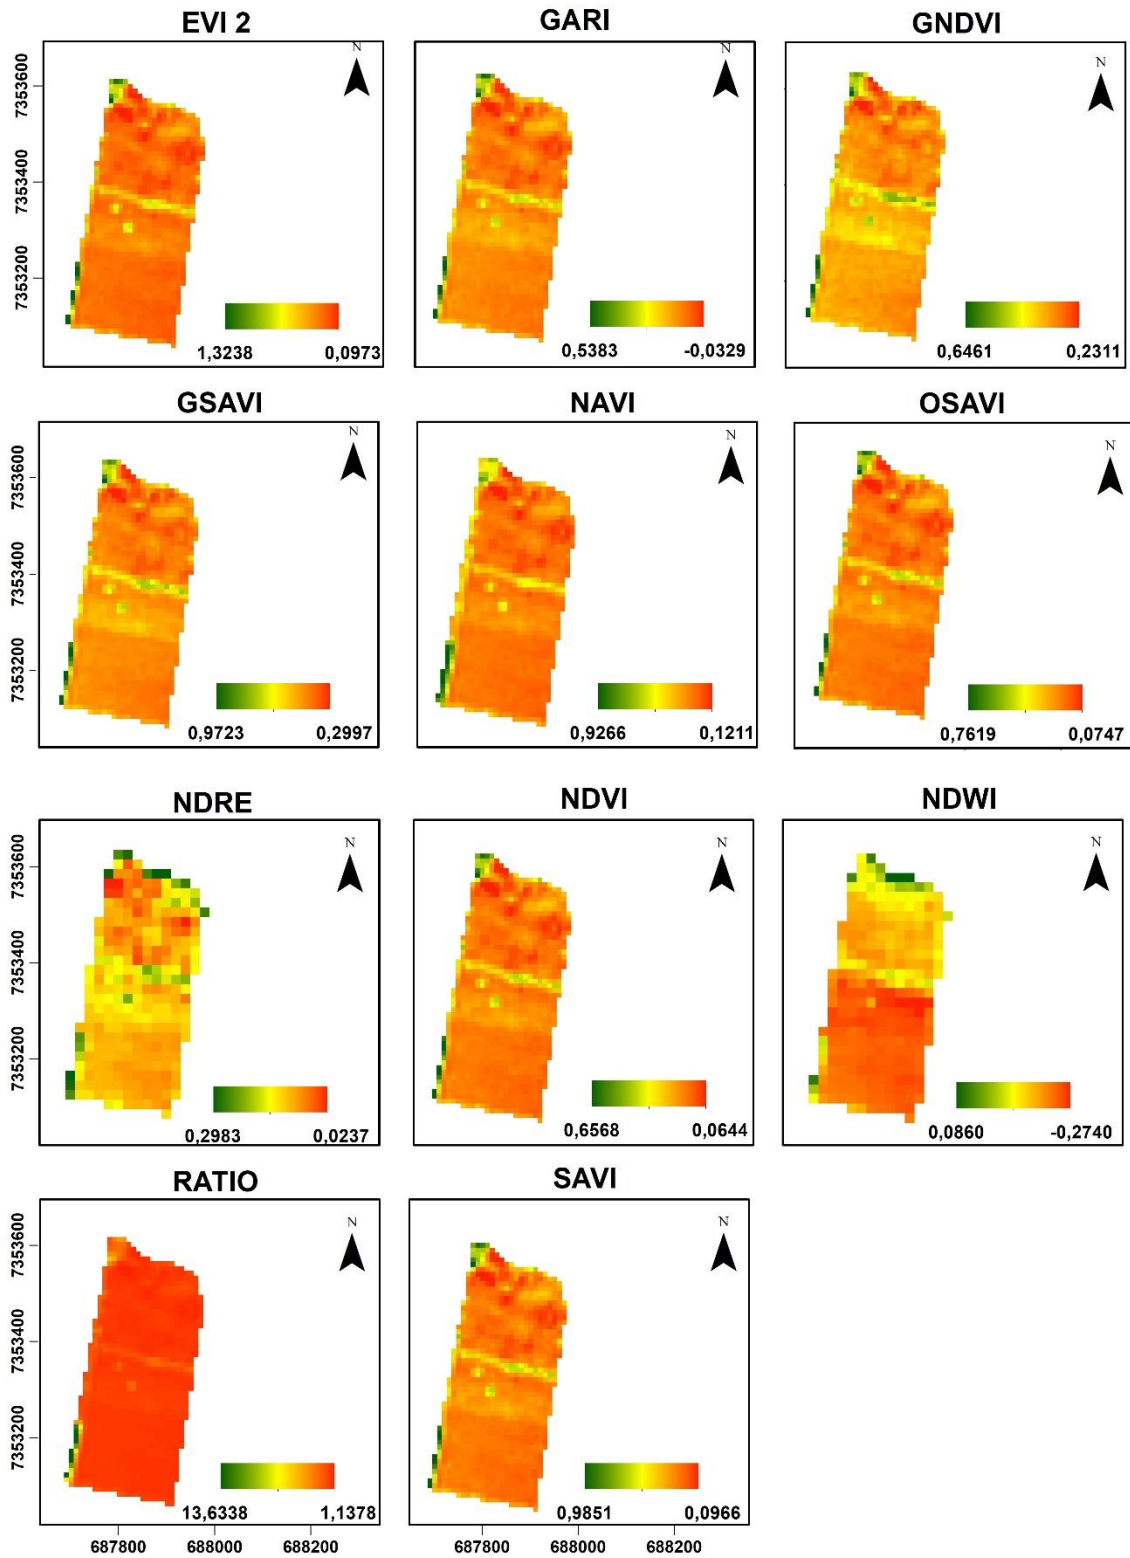 EVI 2 GARI GNDVI
N N N
7353600
7353400
7353200
1,3238 0,0973 0,5383 -0,0329 0,6461 0,2311
GSAVI NAVI OSAVI
N N N
7353600
7353400
7353200
0,9723 0,2997 0,9266 0,1211 0,7619 0,0747
NDRE NDVI NDWI
N N N
7353600
7353400
7353200
0,2983 0,0237 0,6568 0,0644 0,0860 -0,2740
RATIO SAVI
N N
7353600
7353400
7353200
13,6338 1,1378 0,9851 0,0966
687800 688000 688200 687800 688000 688200